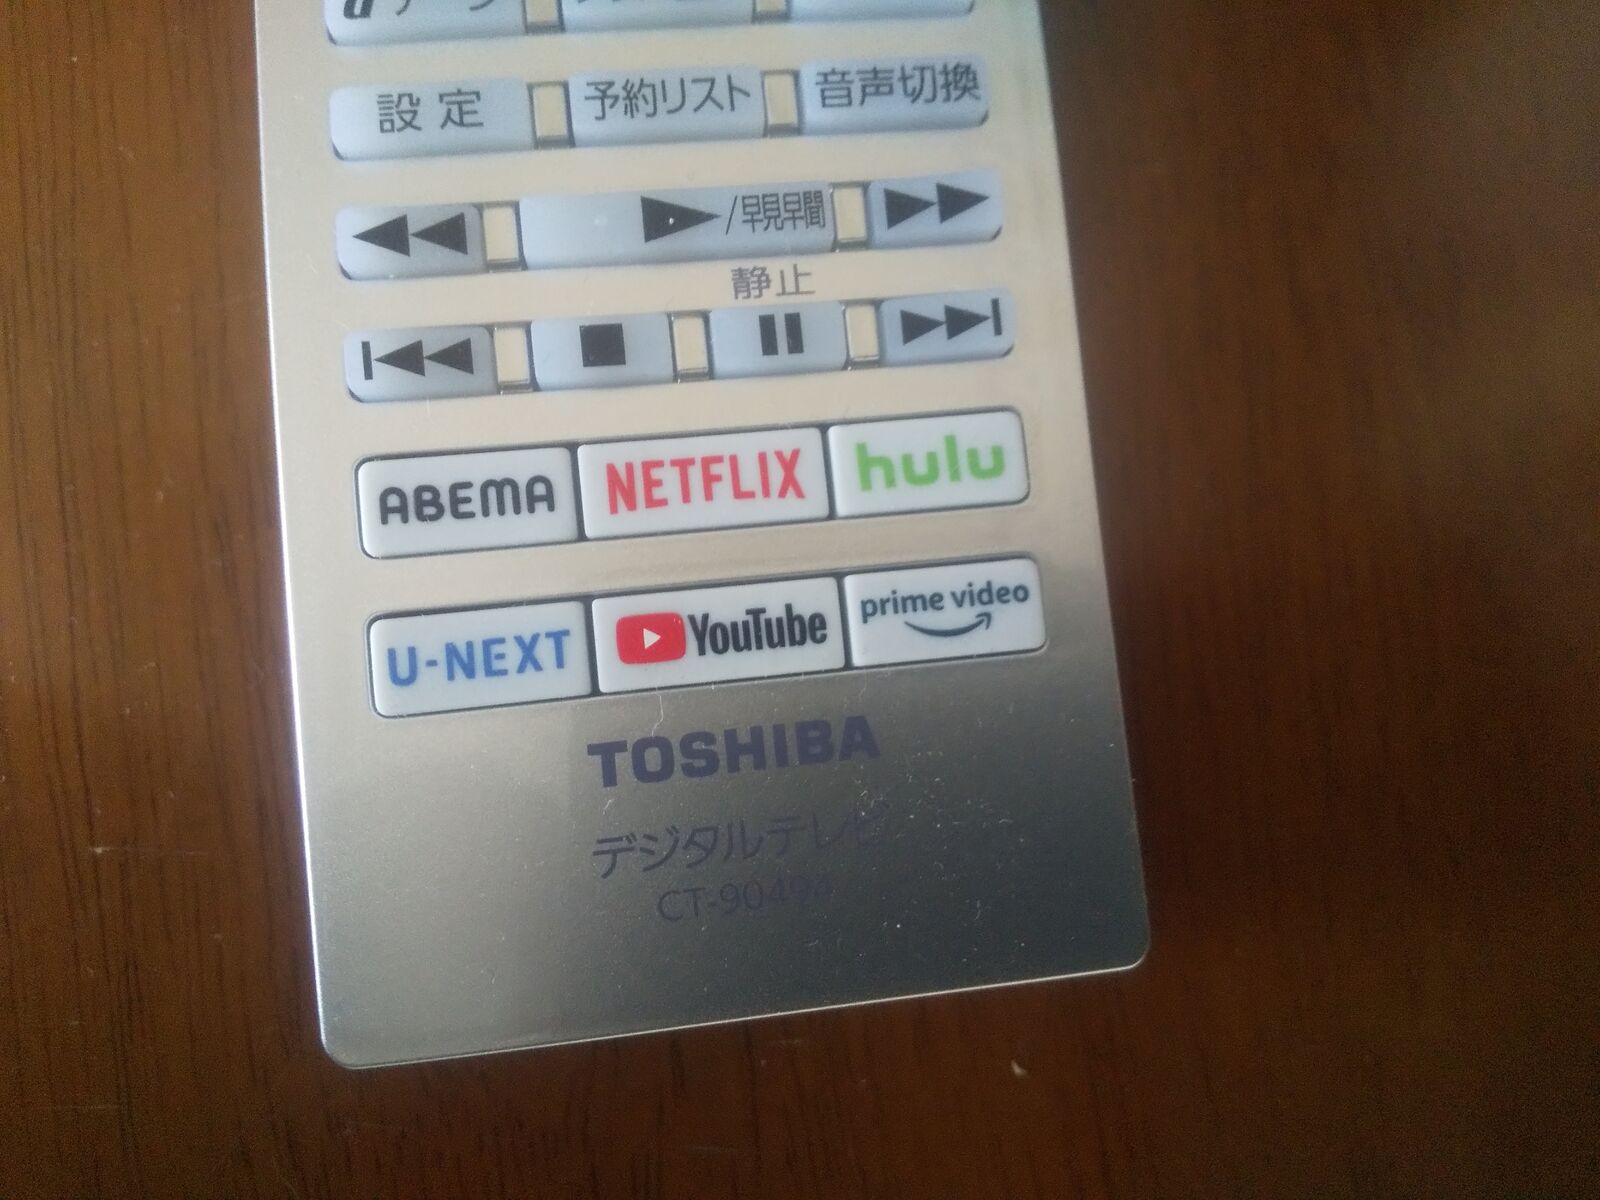 設定 予約リスト 音声切換
/早見早聞
静止
ABEMA NETFLIX hulu
U-NEXT YouTube prime video
TOSHIBA
デジタルテレビ